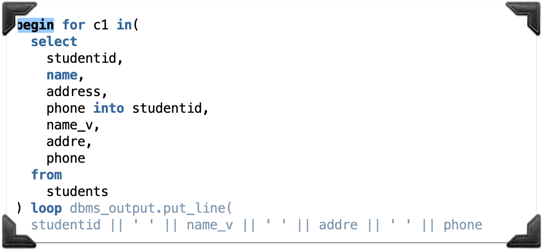 begin for c1 in(
select
studentid,
name,
address,
phone into studentid,
name_v,
addre,
phone
from
students
) loop dbms_output.put_line(
studentid || ' ' || name_v || ' ' || addre || ' ' || phone